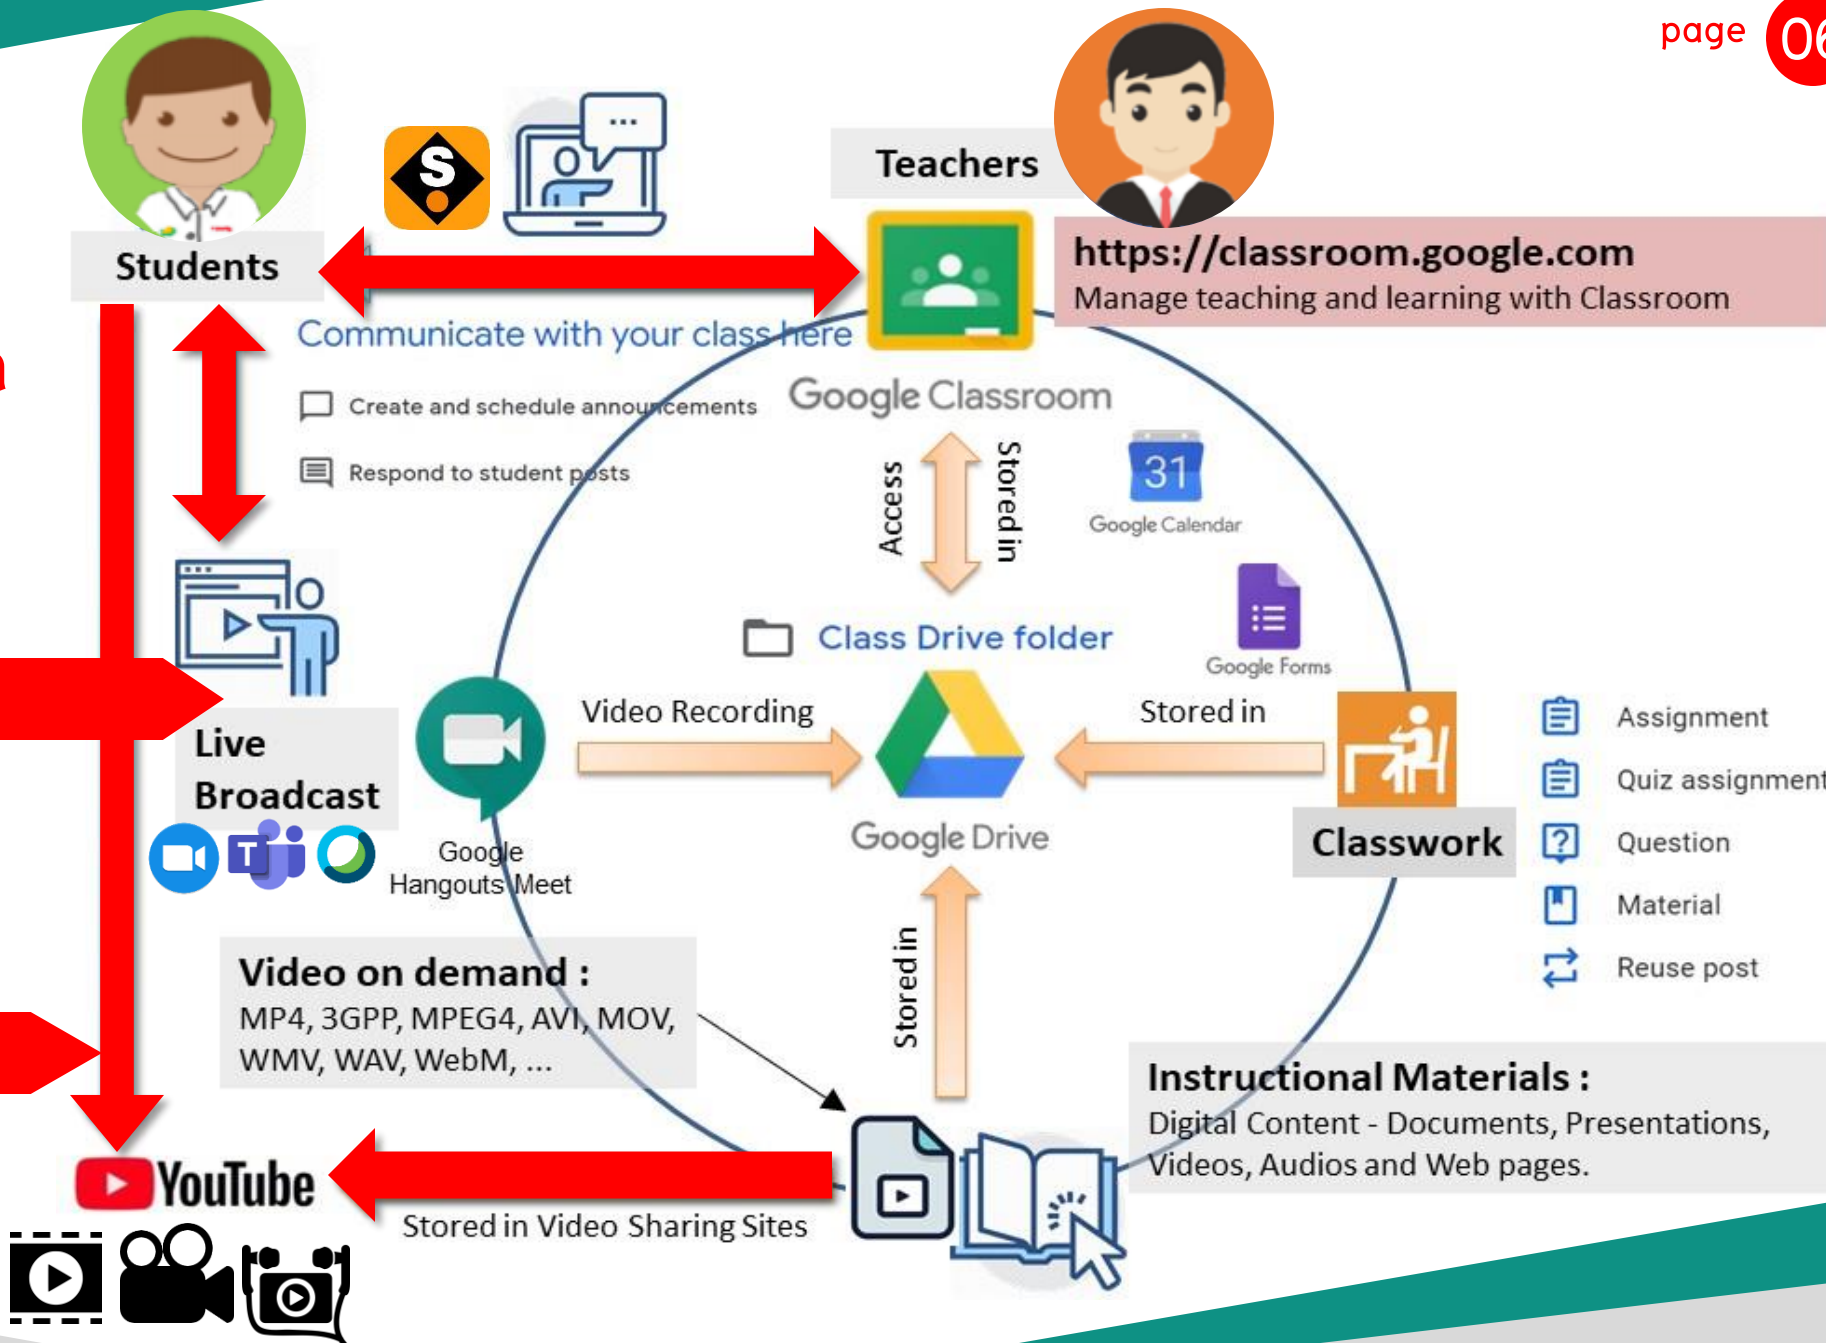 page 06
S
Teachers
Students
https://classroom.google.com
Manage teaching and learning with Classroom
Communicate with your class here
Create and schedule announcements
Respond to student posts
Google Classroom
Access
Stored in
31
Google Calendar
Class Drive folder
Google Forms
Live
Broadcast
T
Google
Hangouts Meet
Video Recording
Stored in
Google Drive
Classwork
Assignment
Quiz assignment
Question
Material
Reuse post
Video on demand :
MP4, 3GPP, MPEG4, AVI, MOV,
WMV, WAV, WebM, ...
Stored in
Instructional Materials :
Digital Content - Documents, Presentations,
Videos, Audios and Web pages.
YouTube
Stored in Video Sharing Sites